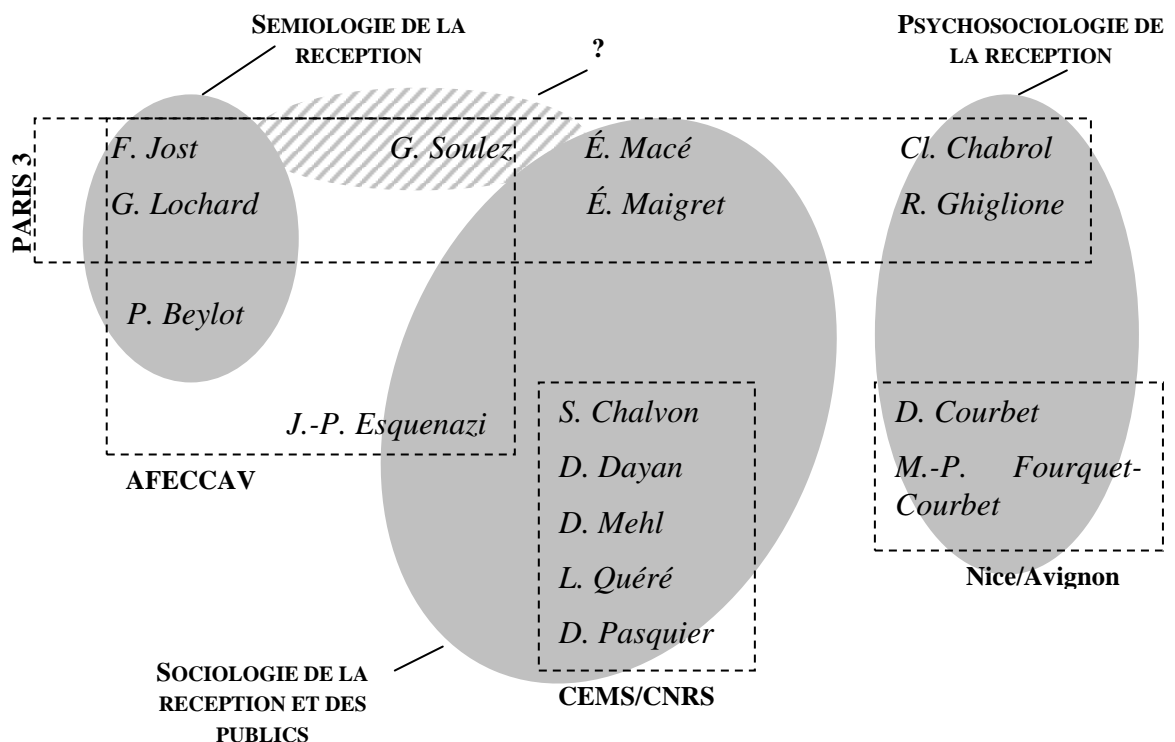 SEMIOLOGIE DE LA
RECEPTION
?
PSYCHOSOCIOLOGIE DE
LA RECEPTION
PARIS 3
F. Jost
G. Soulez
É. Macé
Cl. Chabrol
G. Lochard
É. Maigret
R. Ghiglione
P. Beylot
J.-P. Esquenazi
AFECCAV
S. Chalvon
D. Dayan
D. Mehl
L. Quéré
D. Pasquier
CEMS/CNRS
D. Courbet
M.-P. Fourquet-
Courbet
Nice/Avignon
SOCIOLOGIE DE LA
RECEPTION ET DES
PUBLICS